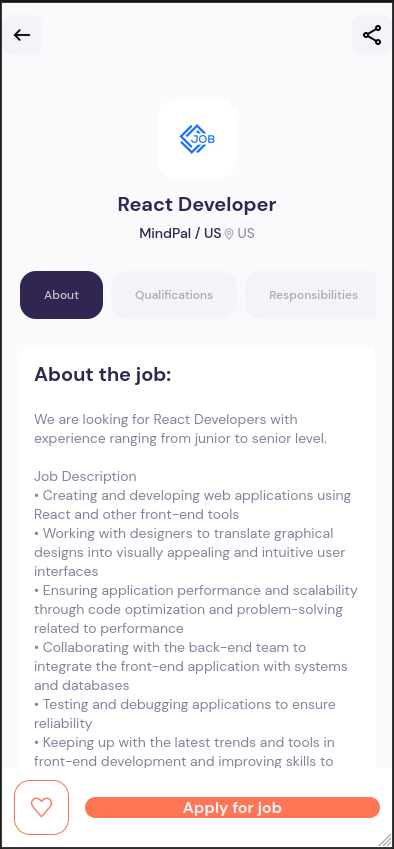 JOB
React Developer
MindPal / US US
About Qualifications Responsibilities
About the job:
We are looking for React Developers with
experience ranging from junior to senior level.
Job Description
• Creating and developing web applications using
React and other front-end tools
• Working with designers to translate graphical
designs into visually appealing and intuitive user
interfaces
• Ensuring application performance and scalability
through code optimization and problem-solving
related to performance
• Collaborating with the back-end team to
integrate the front-end application with systems
and databases
• Testing and debugging applications to ensure
reliability
• Keeping up with the latest trends and tools in
front-end development and improving skills to
Apply for job